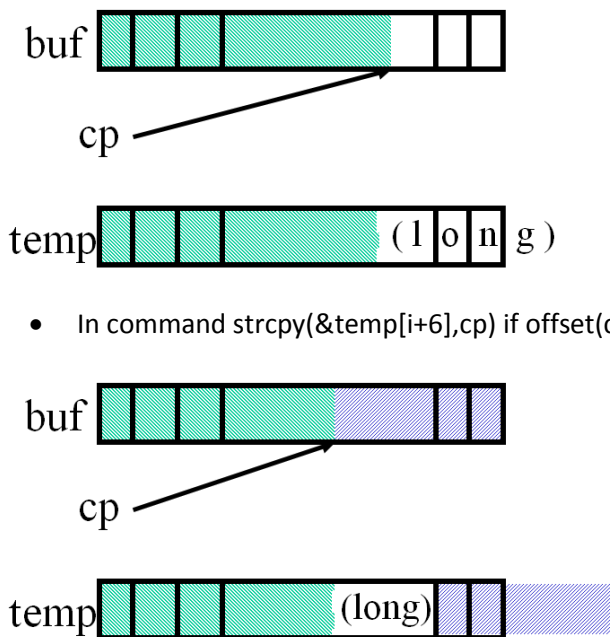 buf
cp
temp (l o n g )
• In command strcpy(&temp[i+6],cp) if offset(
buf
cp
temp (long)